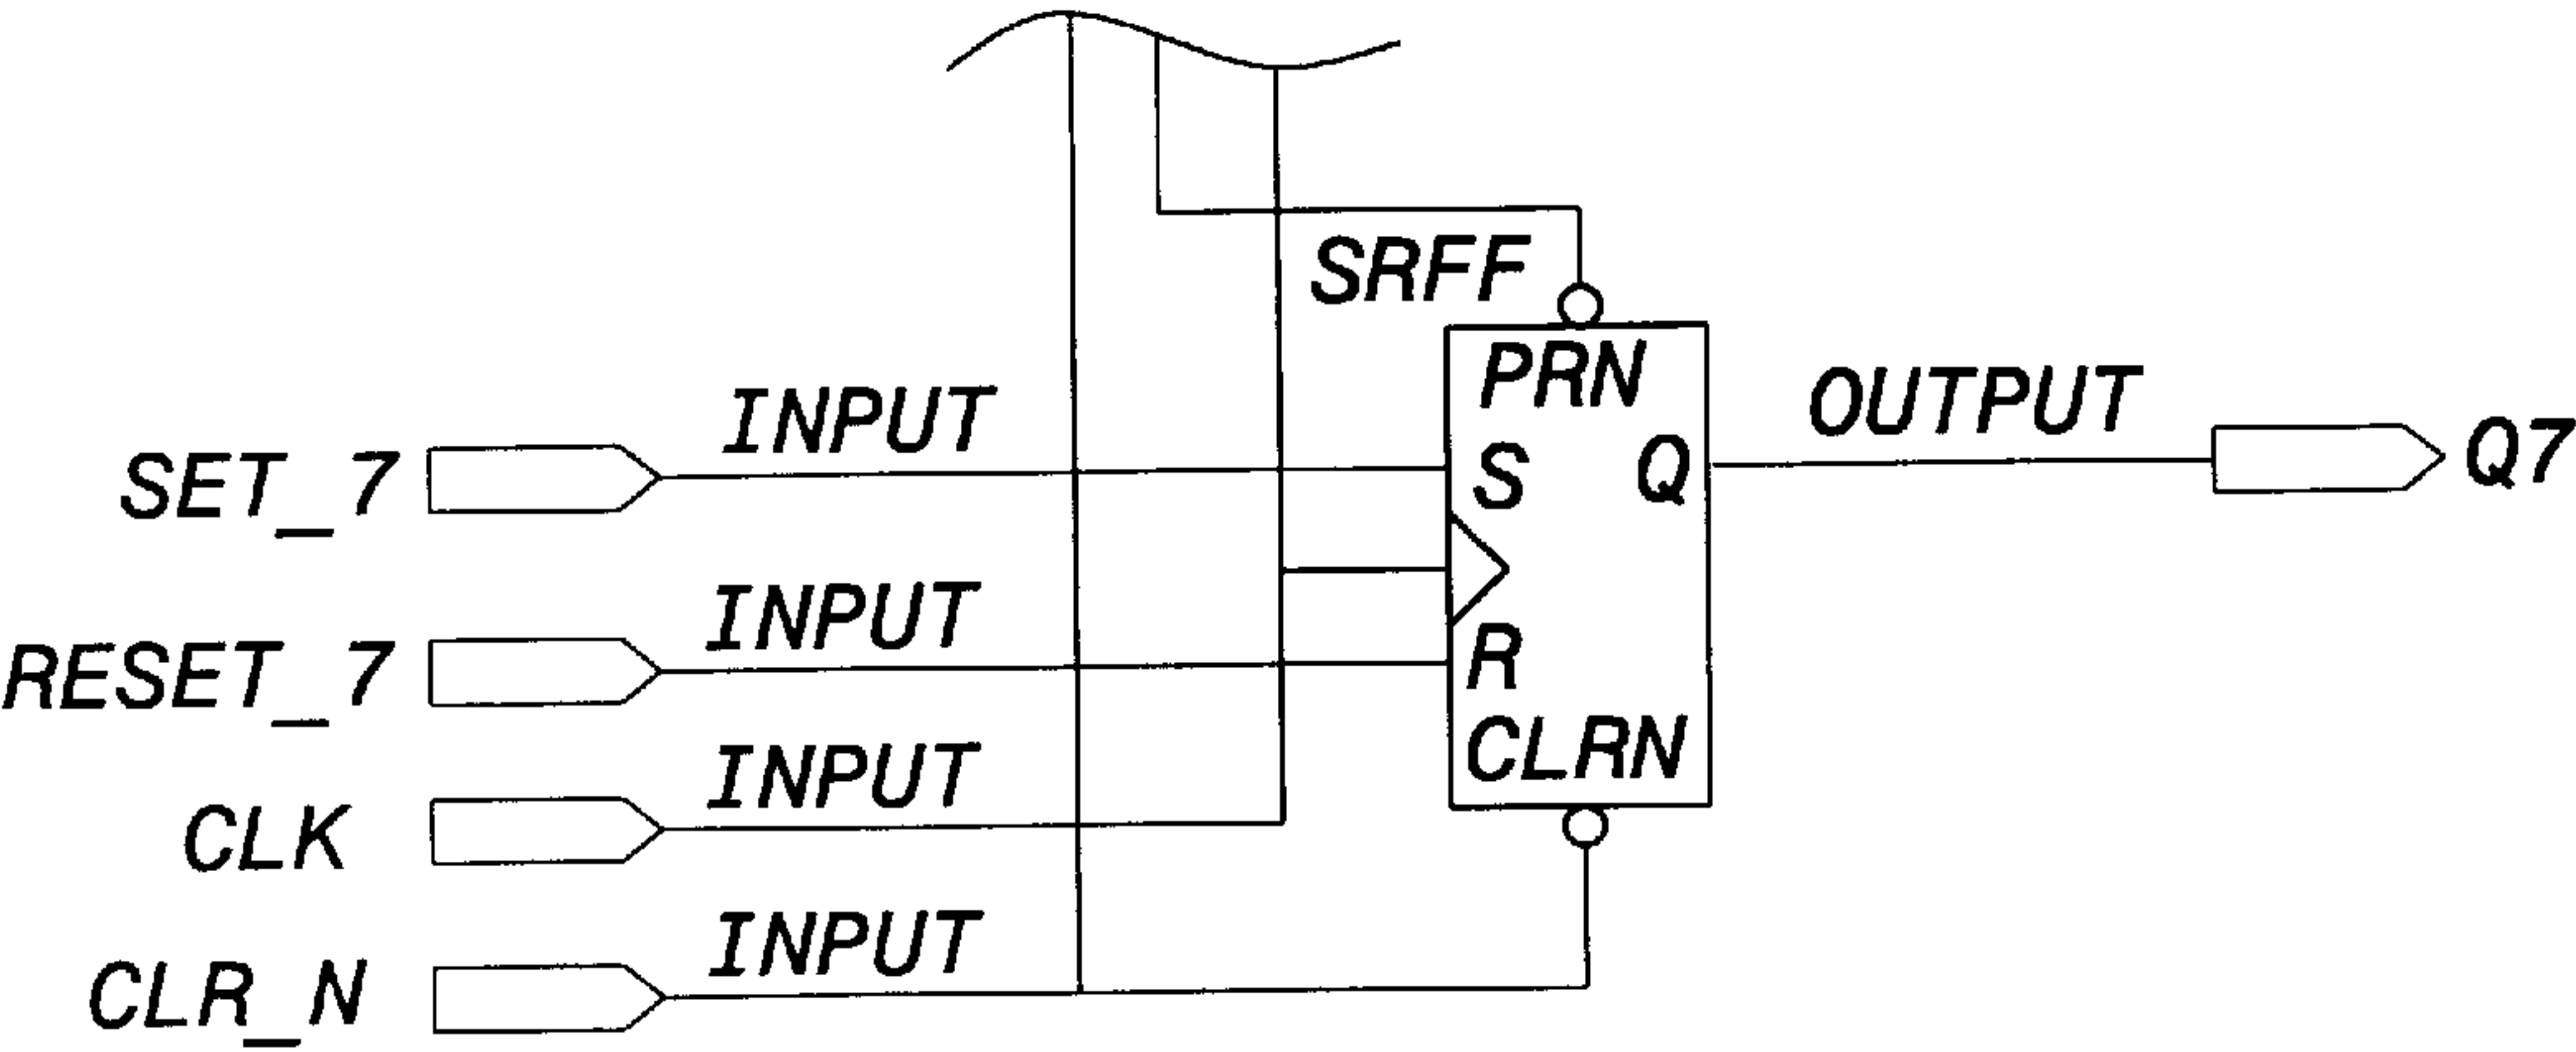 SRFF
PRN
INPUT
OUTPUT
SET_7
S
Q
Q7
INPUT
RESET_7
R
INPUT
CLRN
CLK
INPUT
CLR_N